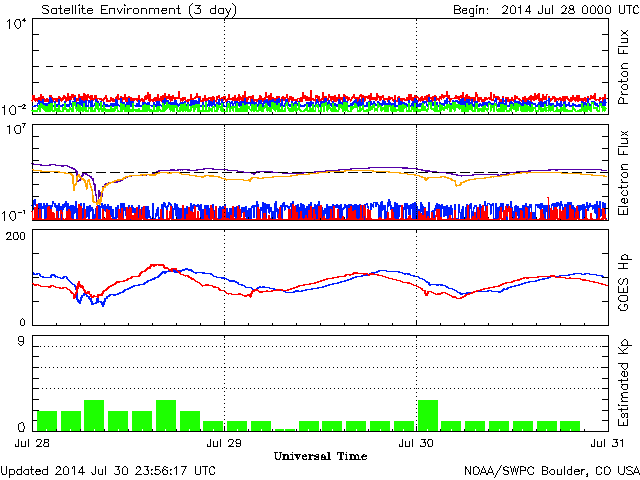 Satellite Environment (3 day)
Begin: 2014 Jul 28 0000 UTC
10⁴
10⁻²
Proton Flux
10⁷
10⁻¹
Electron Flux
200
100
0
GOES Hp
9
0
Estimated Kp
Jul 28 Jul 29 Jul 30 Jul 31
Universal Time
Updated 2014 Jul 30 23:56:17 UTC
NOAA/SWPC Boulder, CO USA